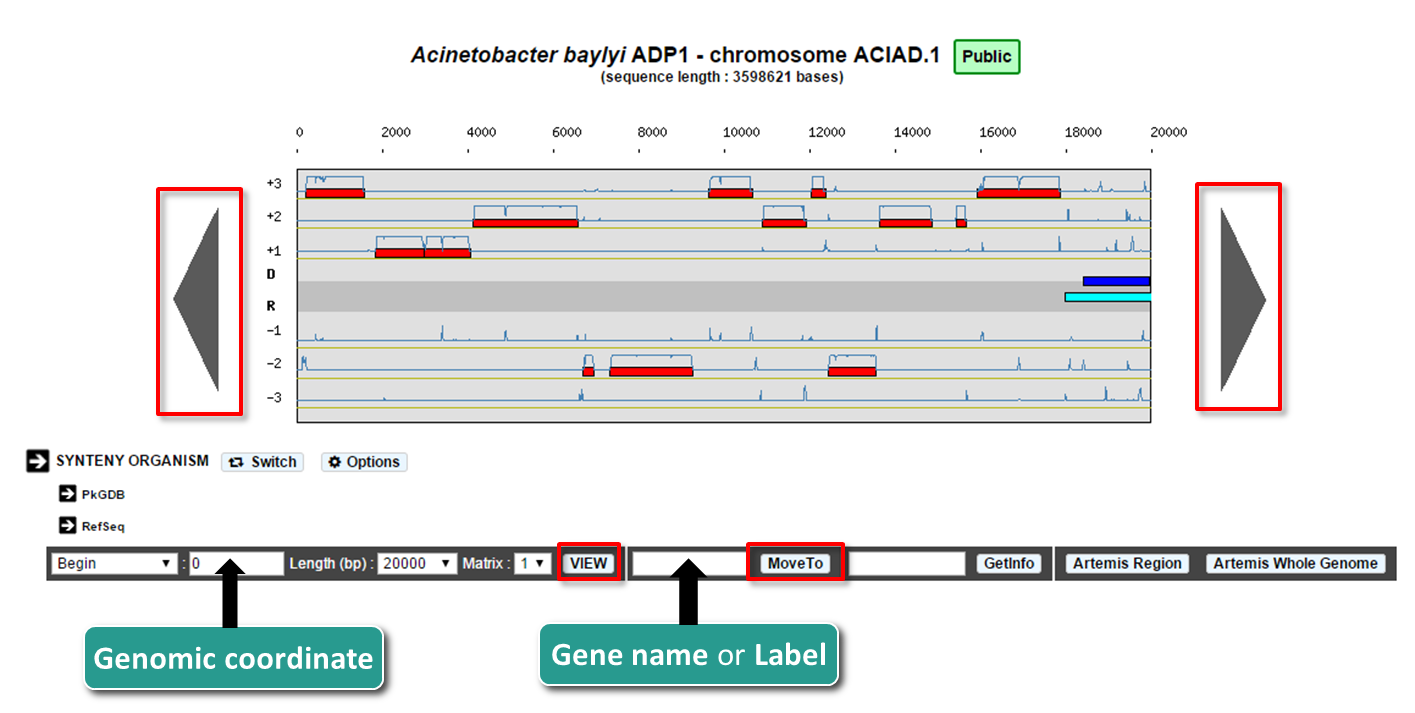 Acinetobacter baylyi ADP1 - chromosome ACIAD.1 Public
(sequence length : 3598621 bases)
0 2000 4000 6000 8000 10000 12000 14000 16000 18000 20000
+3
+2
+1
D
R
−1
−2
−3
SYNTENY ORGANISM Switch Options
PkGDB
RefSeq
Begin : 0 Length (bp) : 20000 Matrix : 1 VIEW MoveTo GetInfo Artemis Region Artemis Whole Genome
Genomic coordinate
Gene name or Label